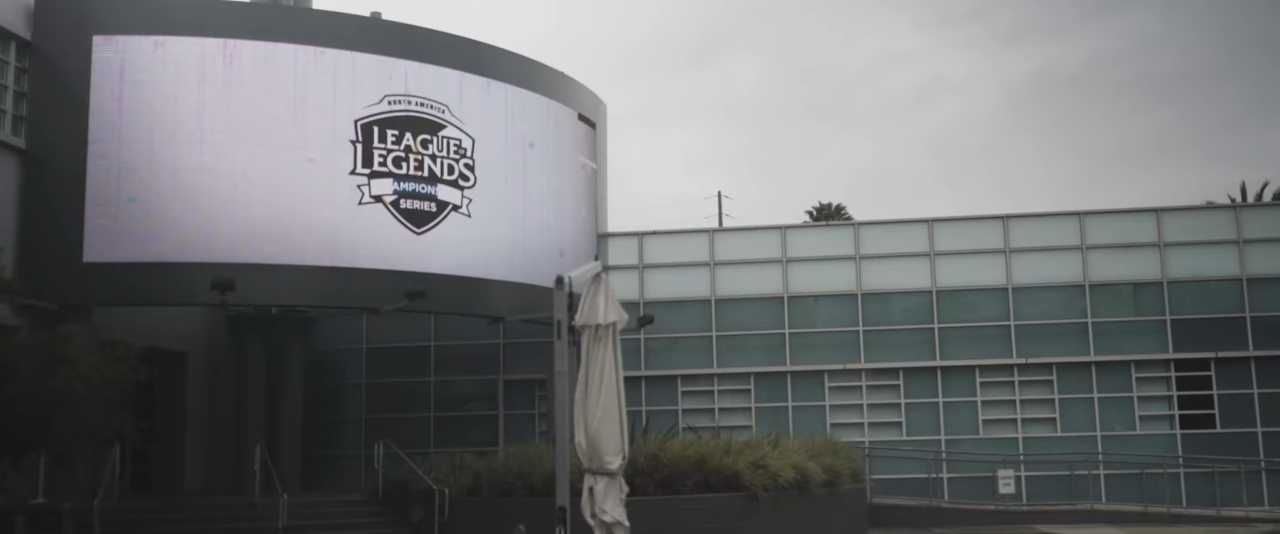 NORTH AMERICA
LEAGUE
LEGENDS
AMPIONS
SERIES